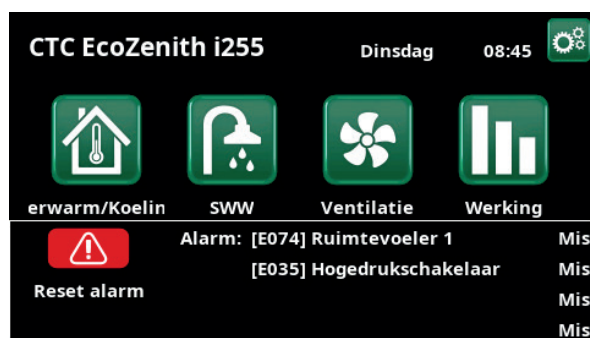 CTC EcoZenith i255 Dinsdag 08:45
erwarm/Koelin SWW Ventilatie Werking
Alarm: [E074] Ruimtevoeler 1 Mis
[E035] Hogedrukschakelaar Mis
Reset alarm Mis
Mis